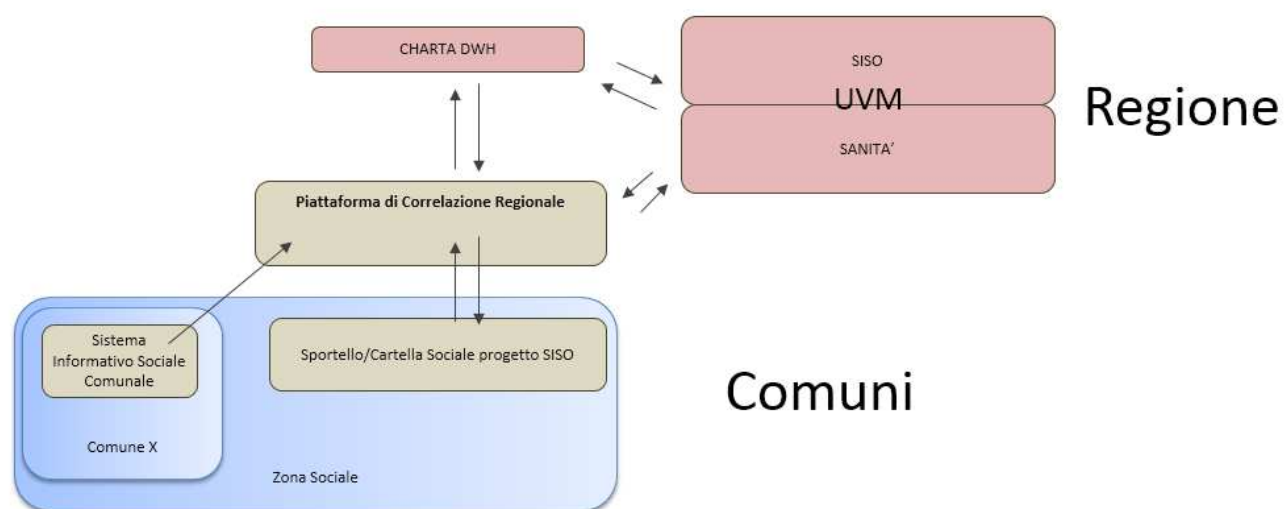 CHARTA DWH
SISO
UVM
SANITA’
Regione
Piattaforma di Correlazione Regionale
Sistema
Informativo Sociale
Comunale
Sportello/Cartella Sociale progetto SISO
Comuni
Comune X
Zona Sociale